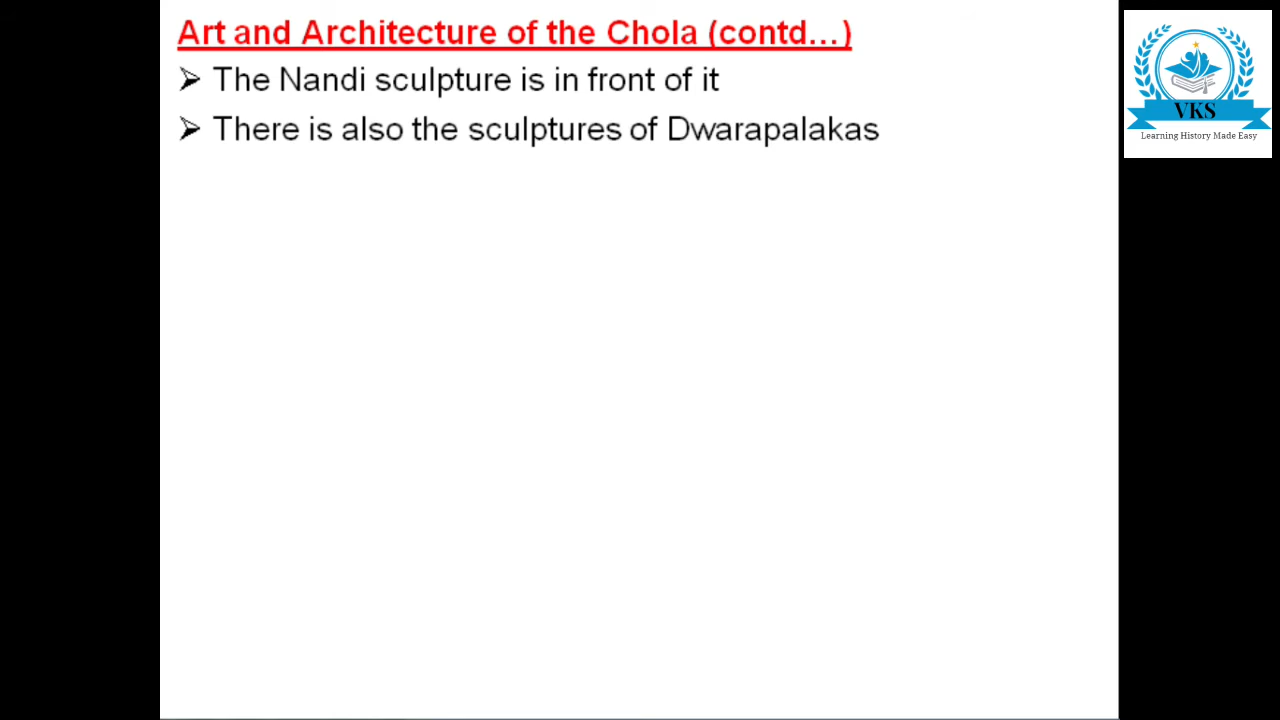 Art and Architecture of the Chola (contd...)
➢ The Nandi sculpture is in front of it
➢ There is also the sculptures of Dwarapalakas
VKS
Learning History Made Easy